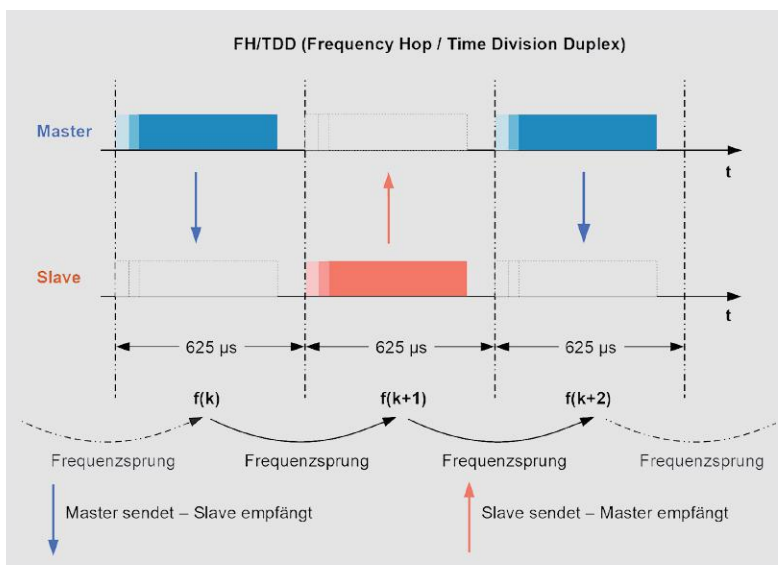 FH/TDD (Frequency Hop / Time Division Duplex)
Master
t
Slave
t
625 µs 625 µs 625 µs
f(k) f(k+1) f(k+2)
Frequenzsprung Frequenzsprung Frequenzsprung Frequenzsprung
Master sendet – Slave empfängt Slave sendet – Master empfängt